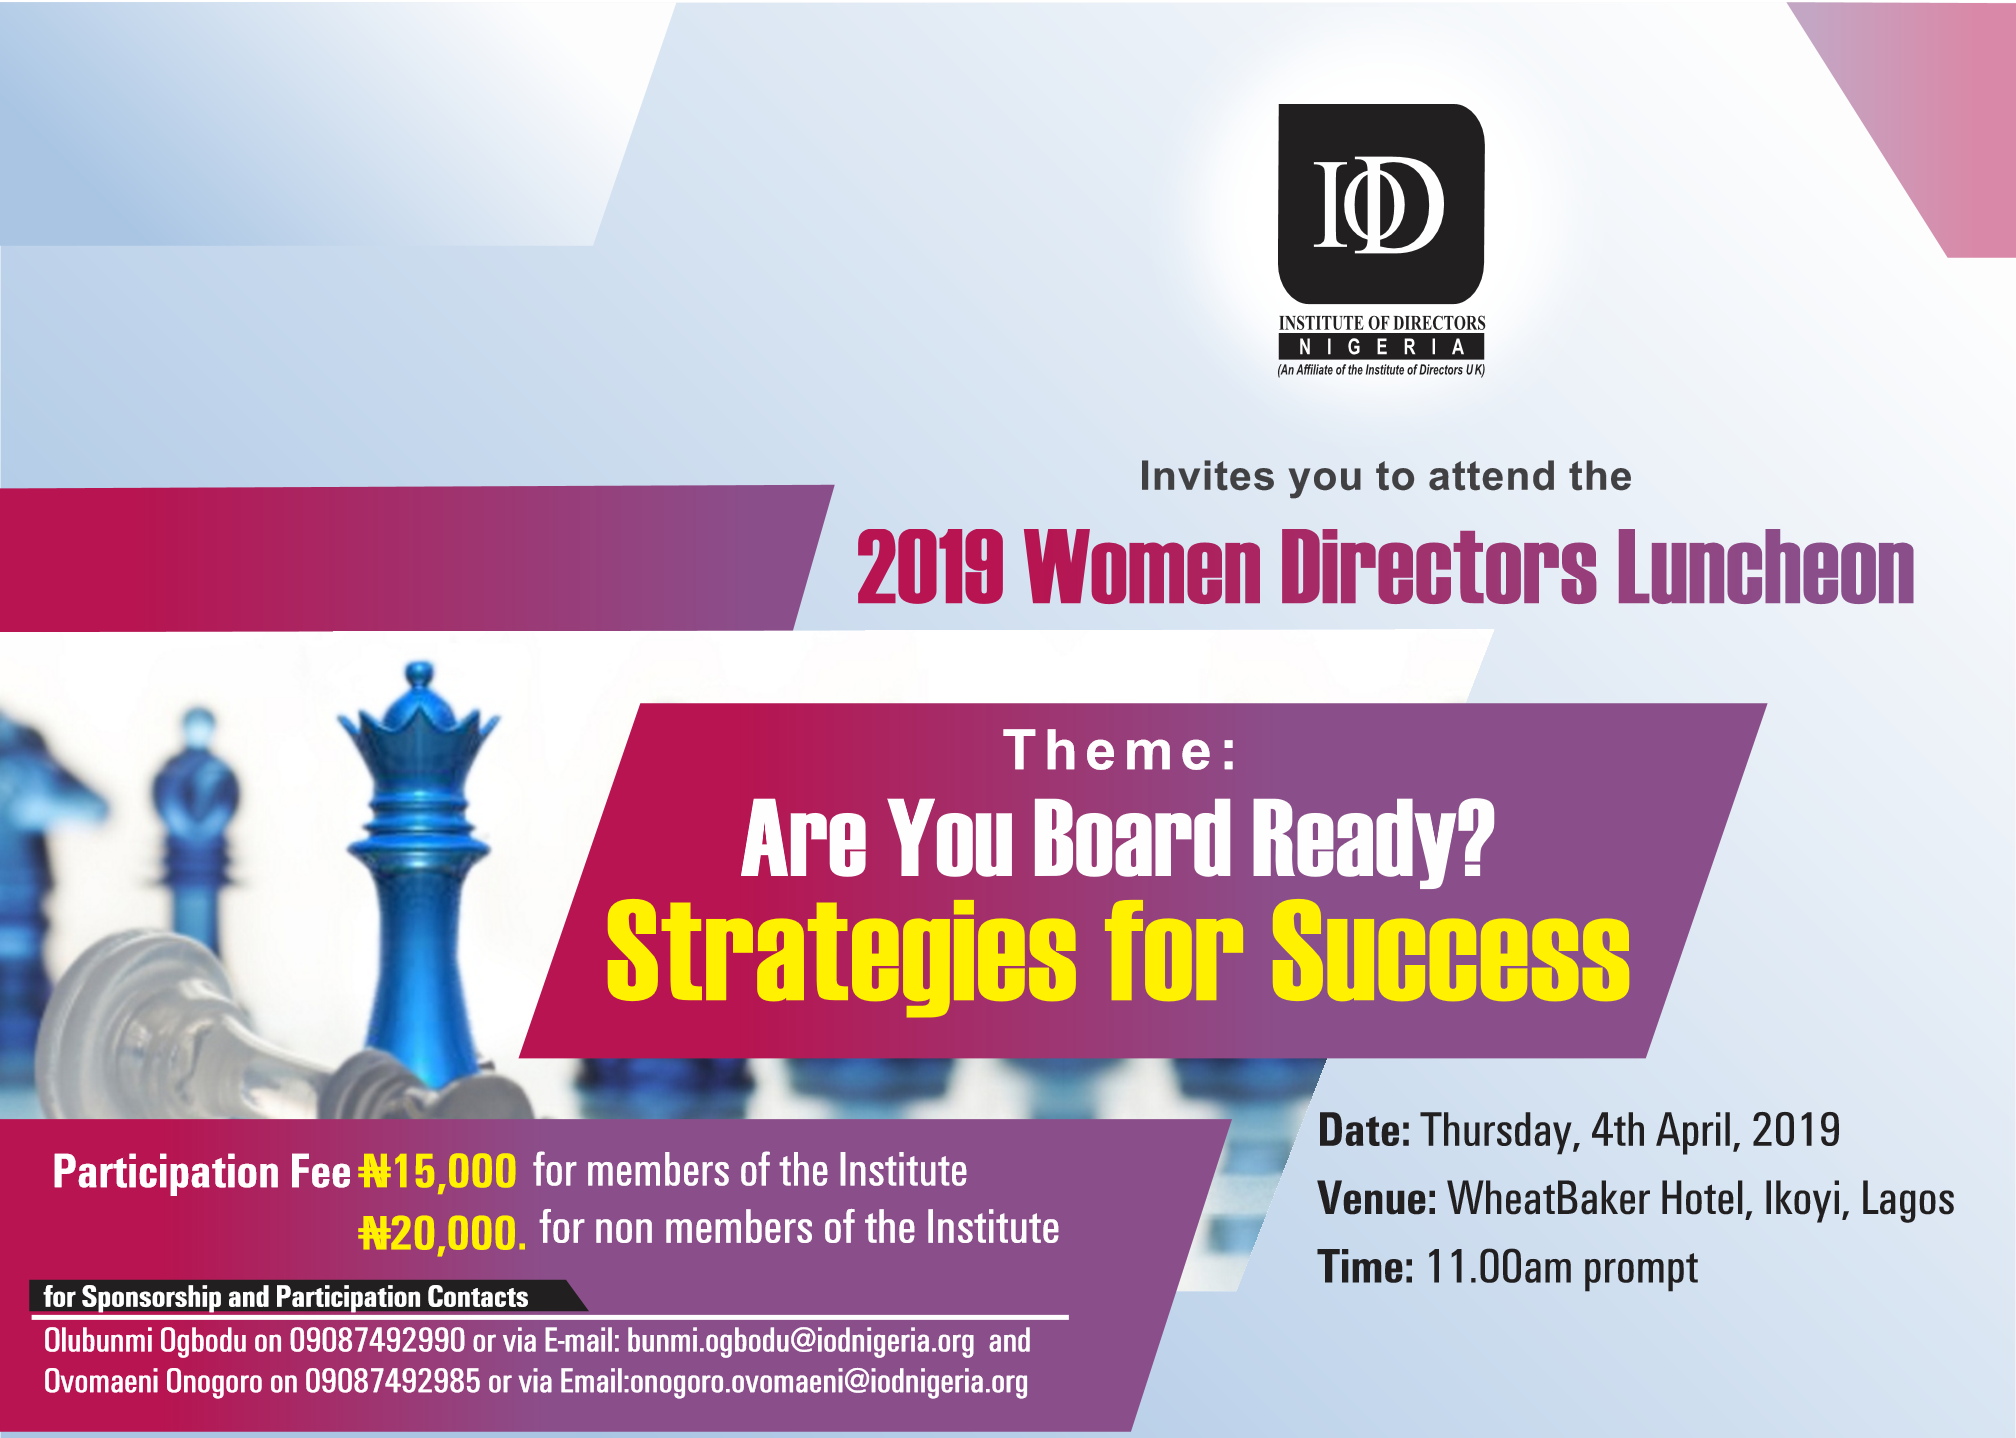 IOD
INSTITUTE OF DIRECTORS
NIGERIA
(An Affiliate of the Institute of Directors UK)
Invites you to attend the
2019 Women Directors Luncheon
Theme:
Are You Board Ready?
Strategies for Success
Date: Thursday, 4th April, 2019
Venue: WheatBaker Hotel, Ikoyi, Lagos
Time: 11.00am prompt
Participation Fee ₦15,000 for members of the Institute
₦20,000. for non members of the Institute
for Sponsorship and Participation Contacts
Olubunmi Ogbodu on 09087492990 or via E-mail: bunmi.ogbodu@iodnigeria.org and
Ovomaeni Onogoro on 09087492985 or via Email:onogoro.ovomaeni@iodnigeria.org